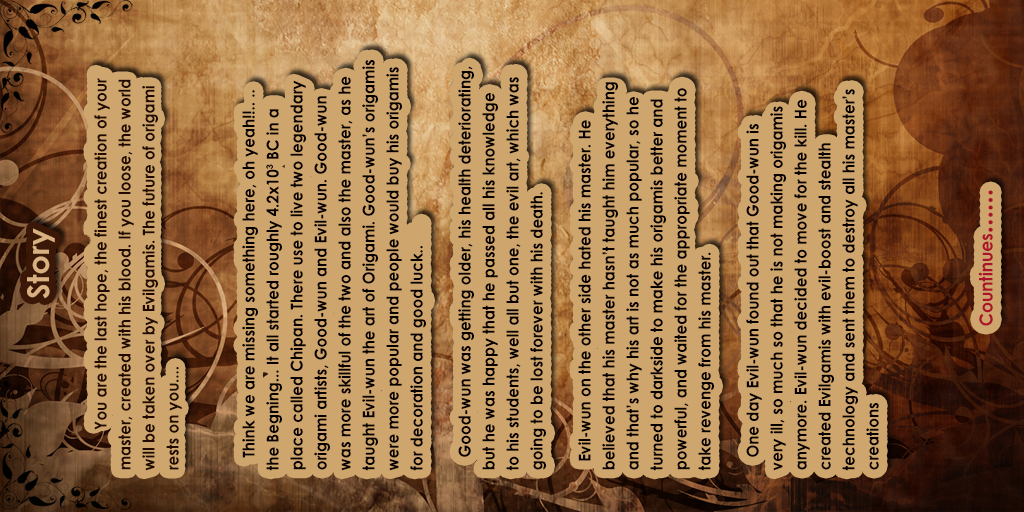 Story
You are the last hope, the finest creation of your
master, created with his blood. If you loose, the world
will be taken over by Evilgamis. The future of origami
rests on you....
Think we are missing something here, oh yeah!!....
the Begning... It all started roughly 4.2x10³ BC in a
place called Chipan. There use to live two legendary
origami artists, Good-wun and Evil-wun. Good-wun
was more skillful of the two and also the master, as he
taught Evil-wun the art of Origami. Good-wun's origamis
were more popular and people would buy his origamis
for decoration and good luck..
Good-wun was getting older, his health deteriorating,
but he was happy that he passed all his knowledge
to his students, well all but one, the evil art, which was
going to be lost forever with his death.
Evil-wun on the other side hated his master. He
believed that his master hasn't taught him everything
and that's why his art is not as much popular, so he
turned to darkside to make his origamis better and
powerful, and waited for the appropriate moment to
take revenge from his master.
One day Evil-wun found out that Good-wun is
very ill, so much so that he is not making origamis
anymore. Evil-wun decided to move for the kill. He
created Evilgamis with evil-boost and stealth
technology and sent them to destroy all his master's
creations
Countinues......